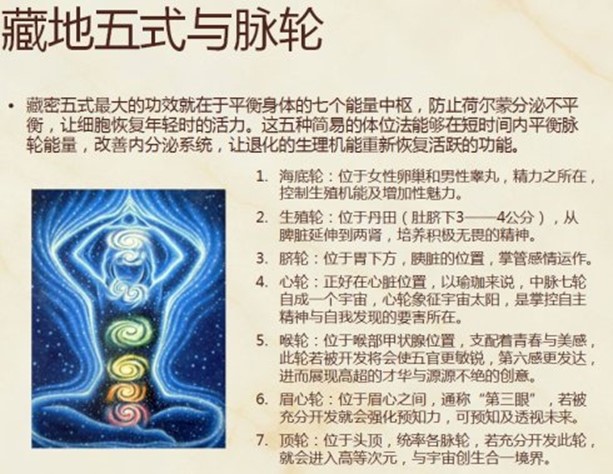 藏地五式与脉轮
• 藏密五式最大的功效就在于平衡身体的七个能量中枢，防止荷尔蒙分泌不平
衡，让细胞恢复年轻时的活力。这五种简易的体位法能够在短时间内平衡脉
轮能量，改善内分泌系统，让退化的生理机能重新恢复活跃的功能。
1. 海底轮：位于女性卵巢和男性睾丸，精力之所在，
控制生殖机能及增加性魅力。
2. 生殖轮：位于丹田（肚脐下3——4公分），从
脾脏延伸到两肾，培养积极无畏的精神。
3. 脐轮：位于胃下方，胰脏的位置，掌管感情运作。
4. 心轮：正好在心脏位置，以瑜珈来说，中脉七轮
自成一个宇宙，心轮象征宇宙太阳，是掌控自主
精神与自我发现的要害所在。
5. 喉轮：位于喉部甲状腺位置，支配着青春与美感，
此轮若被开发将会使五官更敏锐，第六感更发达，
进而展现高超的才华与源源不绝的创意。
6. 眉心轮：位于眉心之间，通称“第三眼”，若被
充分开发就会强化预知力，可预知及透视未来。
7. 顶轮：位于头顶，统率各脉轮，若充分开发此轮，
就会进入高等次元，与宇宙创生合一境界。